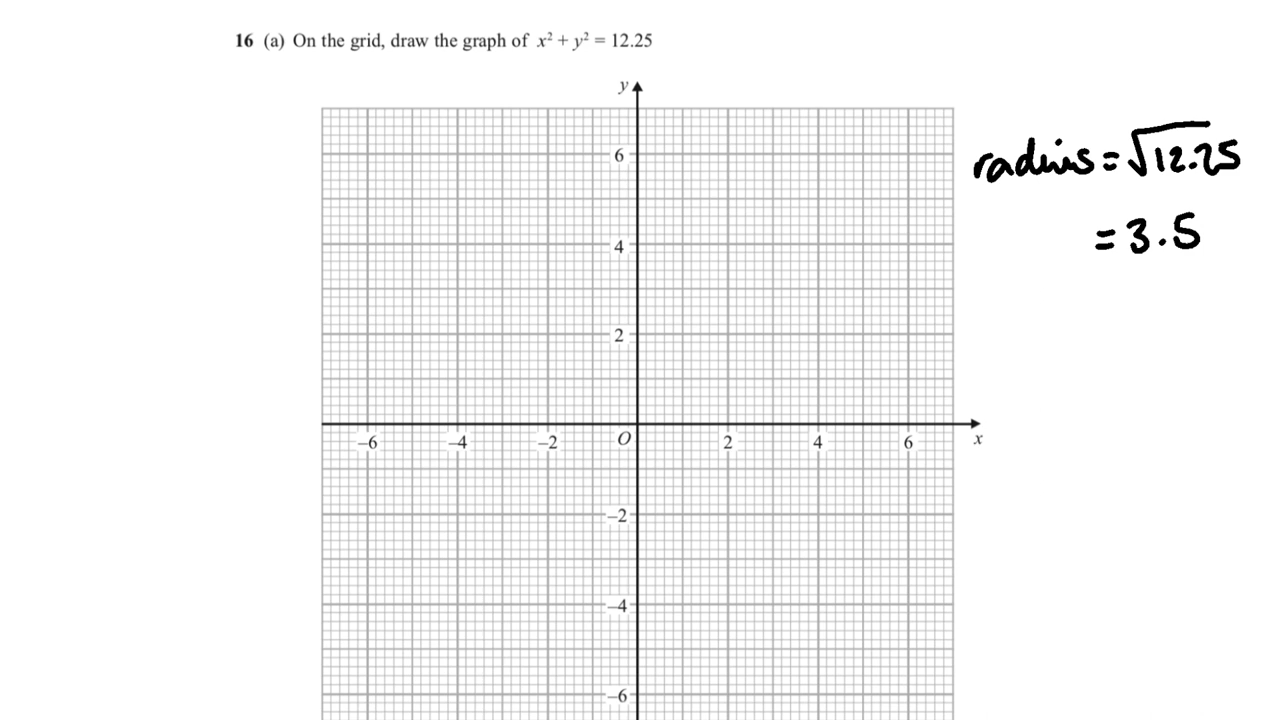 16 (a) On the grid, draw the graph of x² + y² = 12.25
y
6
4
2
–6 –4 –2 O 2 4 6 x
–2
–4
–6
radius = √12.25
= 3.5